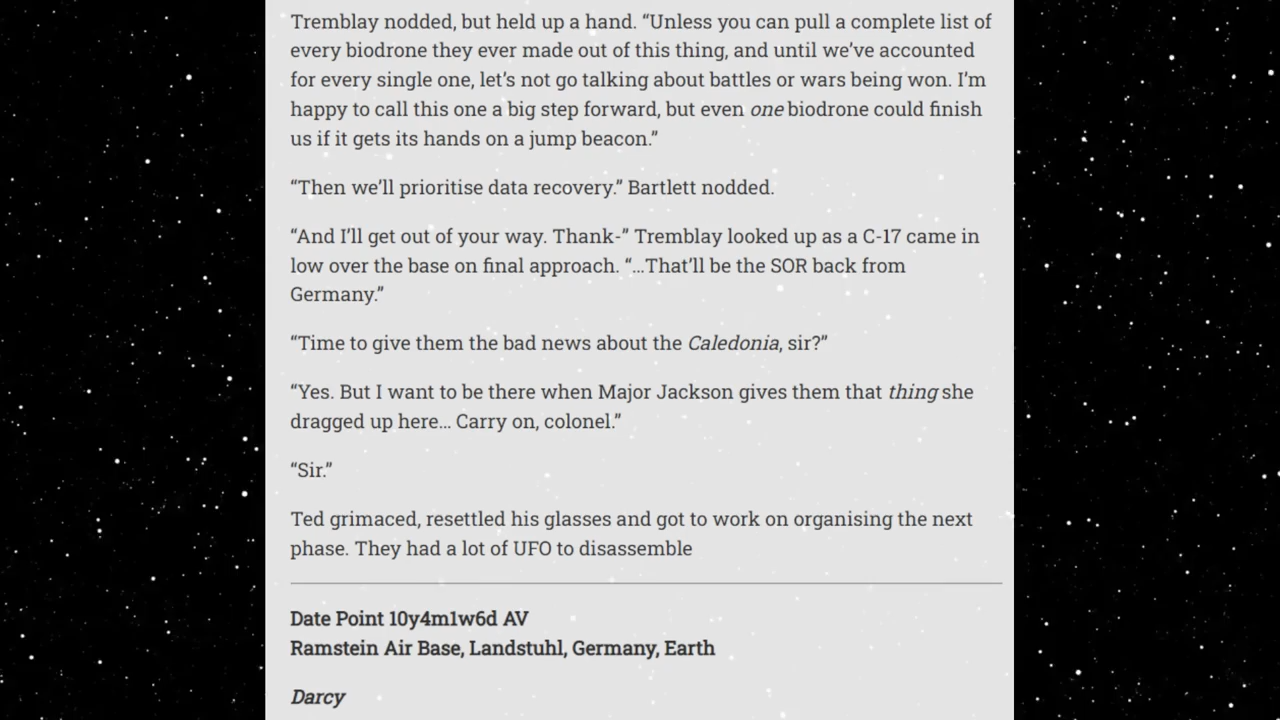 Tremblay nodded, but held up a hand. “Unless you can pull a complete list of
every biodrone they ever made out of this thing, and until we’ve accounted
for every single one, let’s not go talking about battles or wars being won. I’m
happy to call this one a big step forward, but even one biodrone could finish
us if it gets its hands on a jump beacon.”
“Then we’ll prioritise data recovery.” Bartlett nodded.
“And I’ll get out of your way. Thank-” Tremblay looked up as a C-17 came in
low over the base on final approach. “…That’ll be the SOR back from
Germany.”
“Time to give them the bad news about the Caledonia, sir?”
“Yes. But I want to be there when Major Jackson gives them that thing she
dragged up here… Carry on, colonel.”
“Sir.”
Ted grimaced, resettled his glasses and got to work on organising the next
phase. They had a lot of UFO to disassemble
Date Point 10y4m1w6d AV
Ramstein Air Base, Landstuhl, Germany, Earth
Darcy